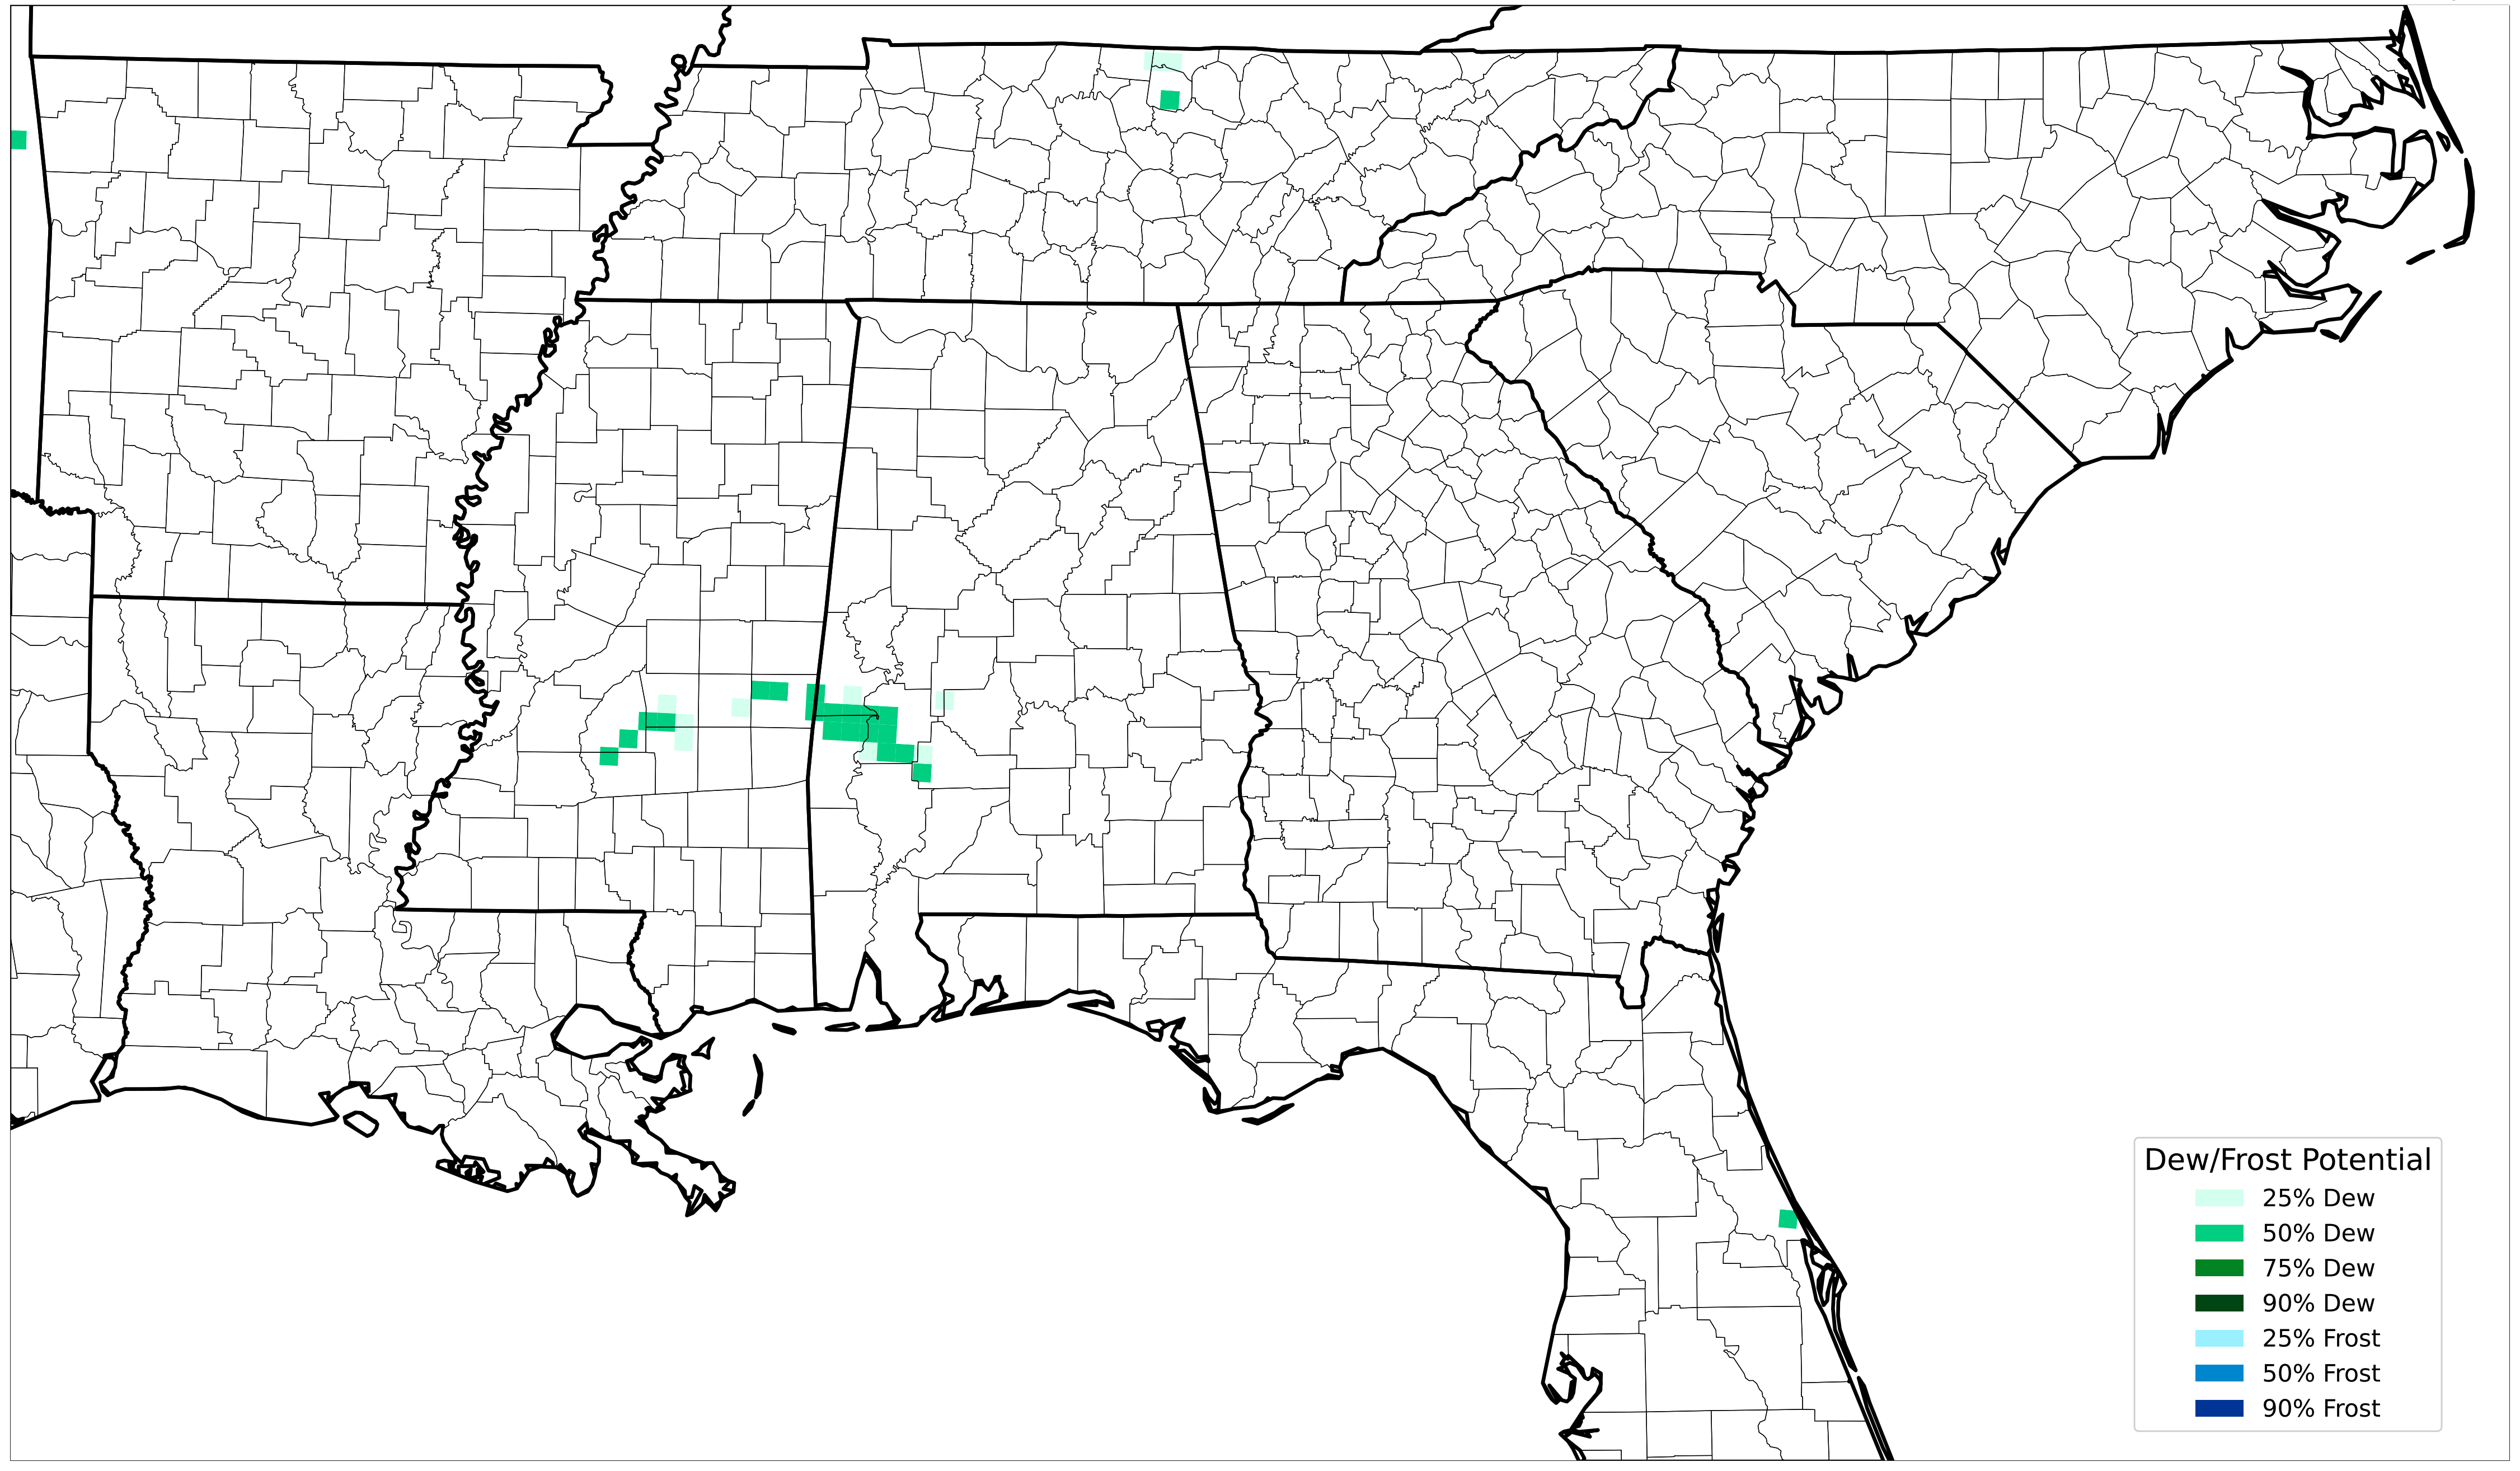 Dew/Frost Potential
25% Dew
50% Dew
75% Dew
90% Dew
25% Frost
50% Frost
90% Frost